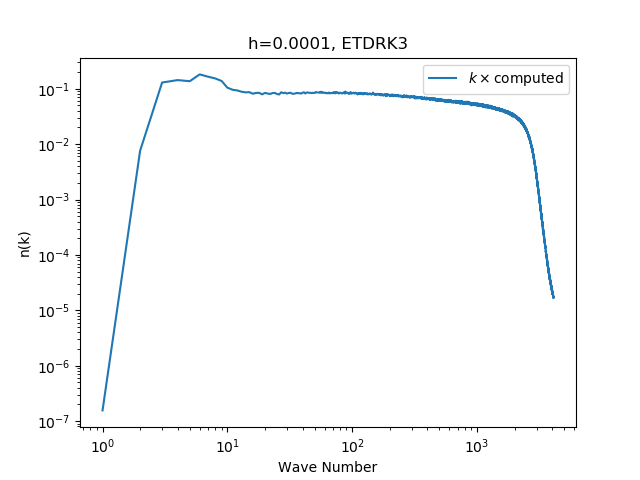 h=0.0001, ETDRK3
k × computed
n(k)
10⁻¹
10⁻²
10⁻³
10⁻⁴
10⁻⁵
10⁻⁶
10⁻⁷
10⁰ 10¹ 10² 10³
Wave Number